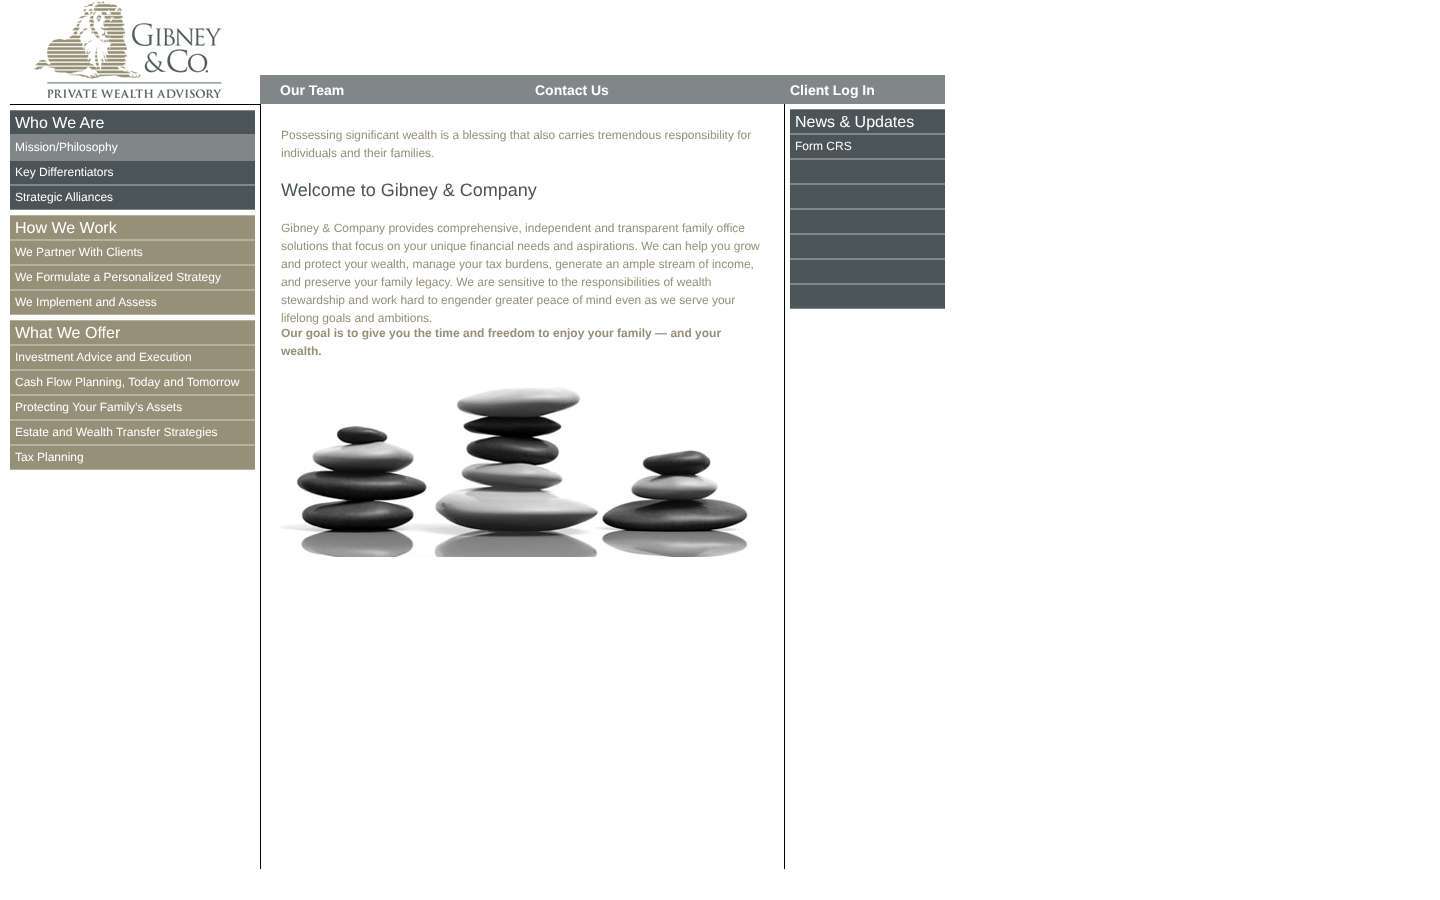 GIBNEY
& CO.
PRIVATE WEALTH ADVISORY
Our Team
Contact Us
Client Log In
Who We Are
Mission/Philosophy
Key Differentiators
Strategic Alliances
How We Work
We Partner With Clients
We Formulate a Personalized Strategy
We Implement and Assess
What We Offer
Investment Advice and Execution
Cash Flow Planning, Today and Tomorrow
Protecting Your Family's Assets
Estate and Wealth Transfer Strategies
Tax Planning
Possessing significant wealth is a blessing that also carries tremendous responsibility for
individuals and their families.
Welcome to Gibney & Company
Gibney & Company provides comprehensive, independent and transparent family office
solutions that focus on your unique financial needs and aspirations. We can help you grow
and protect your wealth, manage your tax burdens, generate an ample stream of income,
and preserve your family legacy. We are sensitive to the responsibilities of wealth
stewardship and work hard to engender greater peace of mind even as we serve your
lifelong goals and ambitions.
Our goal is to give you the time and freedom to enjoy your family — and your
wealth.
News & Updates
Form CRS